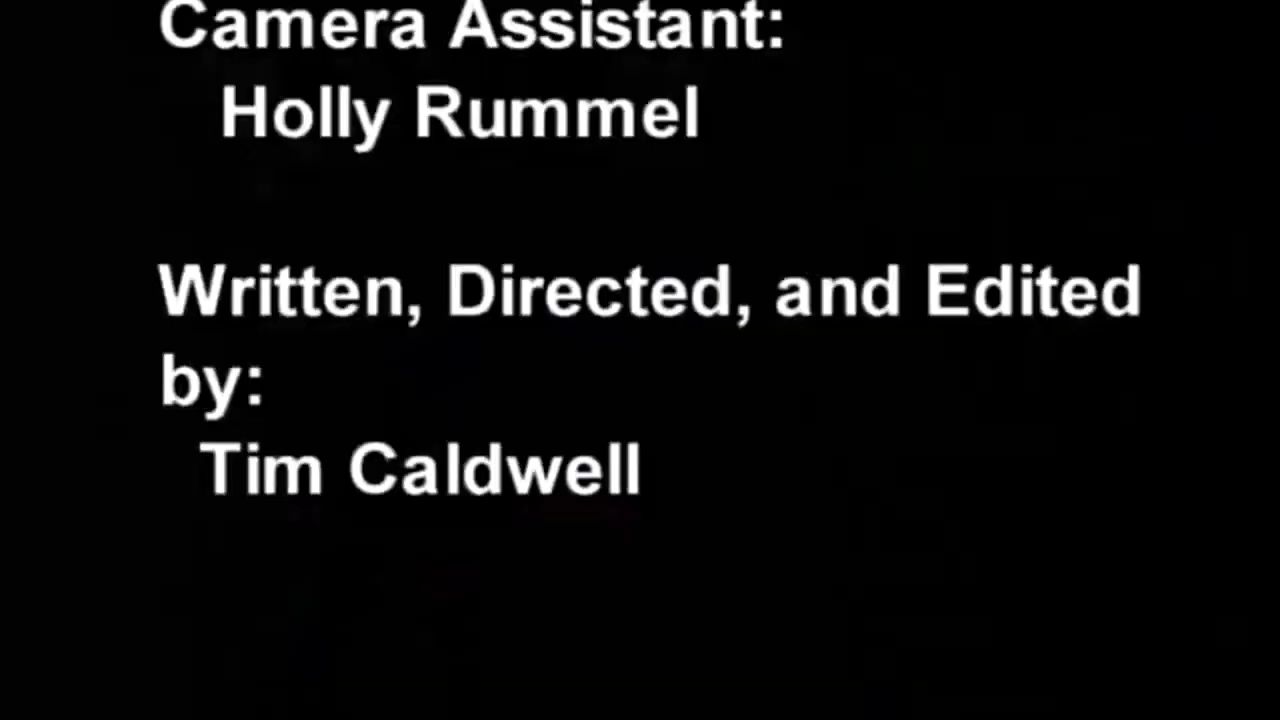 Camera Assistant:
Holly Rummel
Written, Directed, and Edited
by:
Tim Caldwell